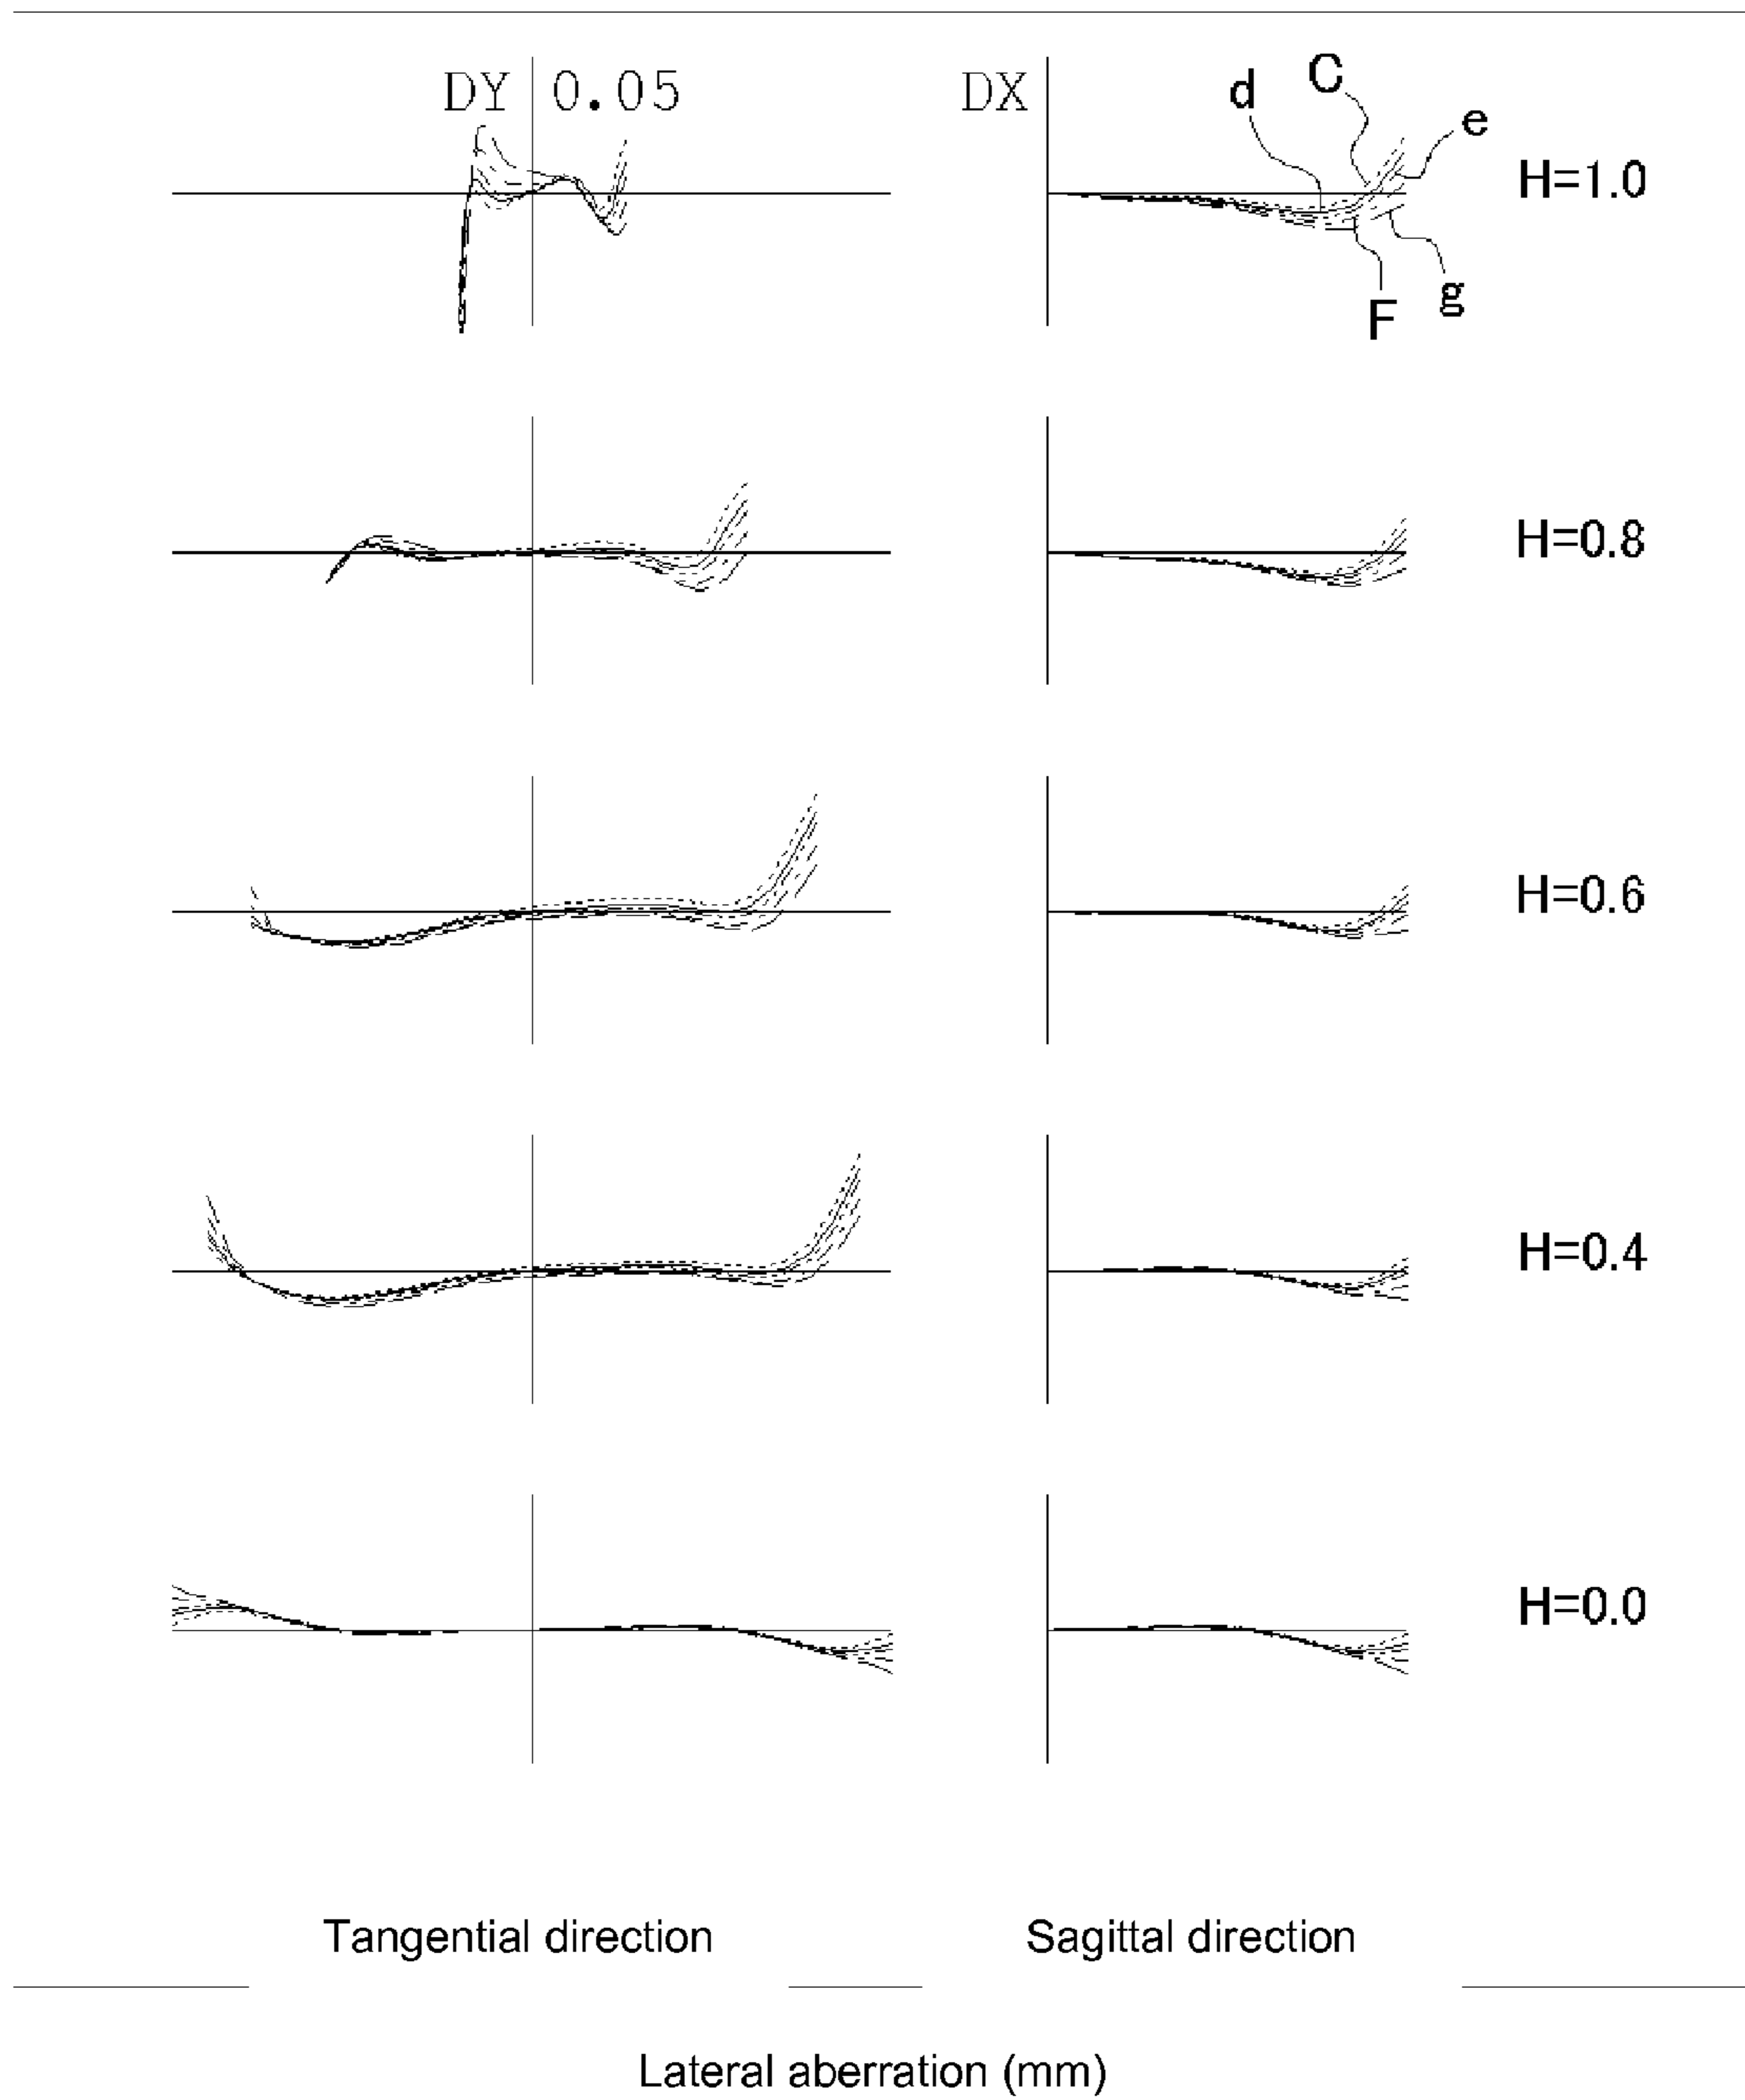 DY 0.05
DX
d
C
e
H=1.0
g
F
H=0.8
H=0.6
H=0.4
H=0.0
Tangential direction
Sagittal direction
Lateral aberration (mm)